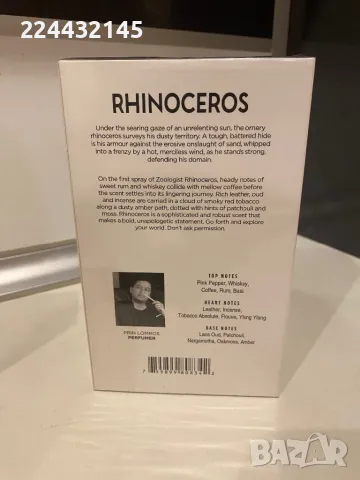 224432145
RHINOCEROS
Under the searing gaze of an unrelenting sun, the ornery
rhinoceros surveys his dusty territory. A tough, battered hide
is his armour against the erosive onslaught of sand, whipped
into a frenzy by a hot, merciless wind, as he stands strong,
defending his domain.
On the first spray of Zoologist Rhinoceros, heady notes of
sweet rum and whiskey collide with mellow coffee before
the scent settles into its lingering journey. Rich leather, oud
and incense are carried in a cloud of smoky red tobacco
along a dusty amber path, dotted with hints of patchouli and
moss. Rhinoceros is a sophisticated and robust scent that
makes a bold, unapologetic statement. Go forth and explore
your world. Don't ask permission.
TOP NOTES
Pink Pepper, Whiskey,
Coffee, Rum, Basil
HEART NOTES
Leather, Incense,
Tobacco Absolute, Flouve, Ylang Ylang
BASE NOTES
Laos Oud, Patchouli,
Nargamotha, Oakmoss, Amber
PRIN LOMROS
PERFUMER
bazar